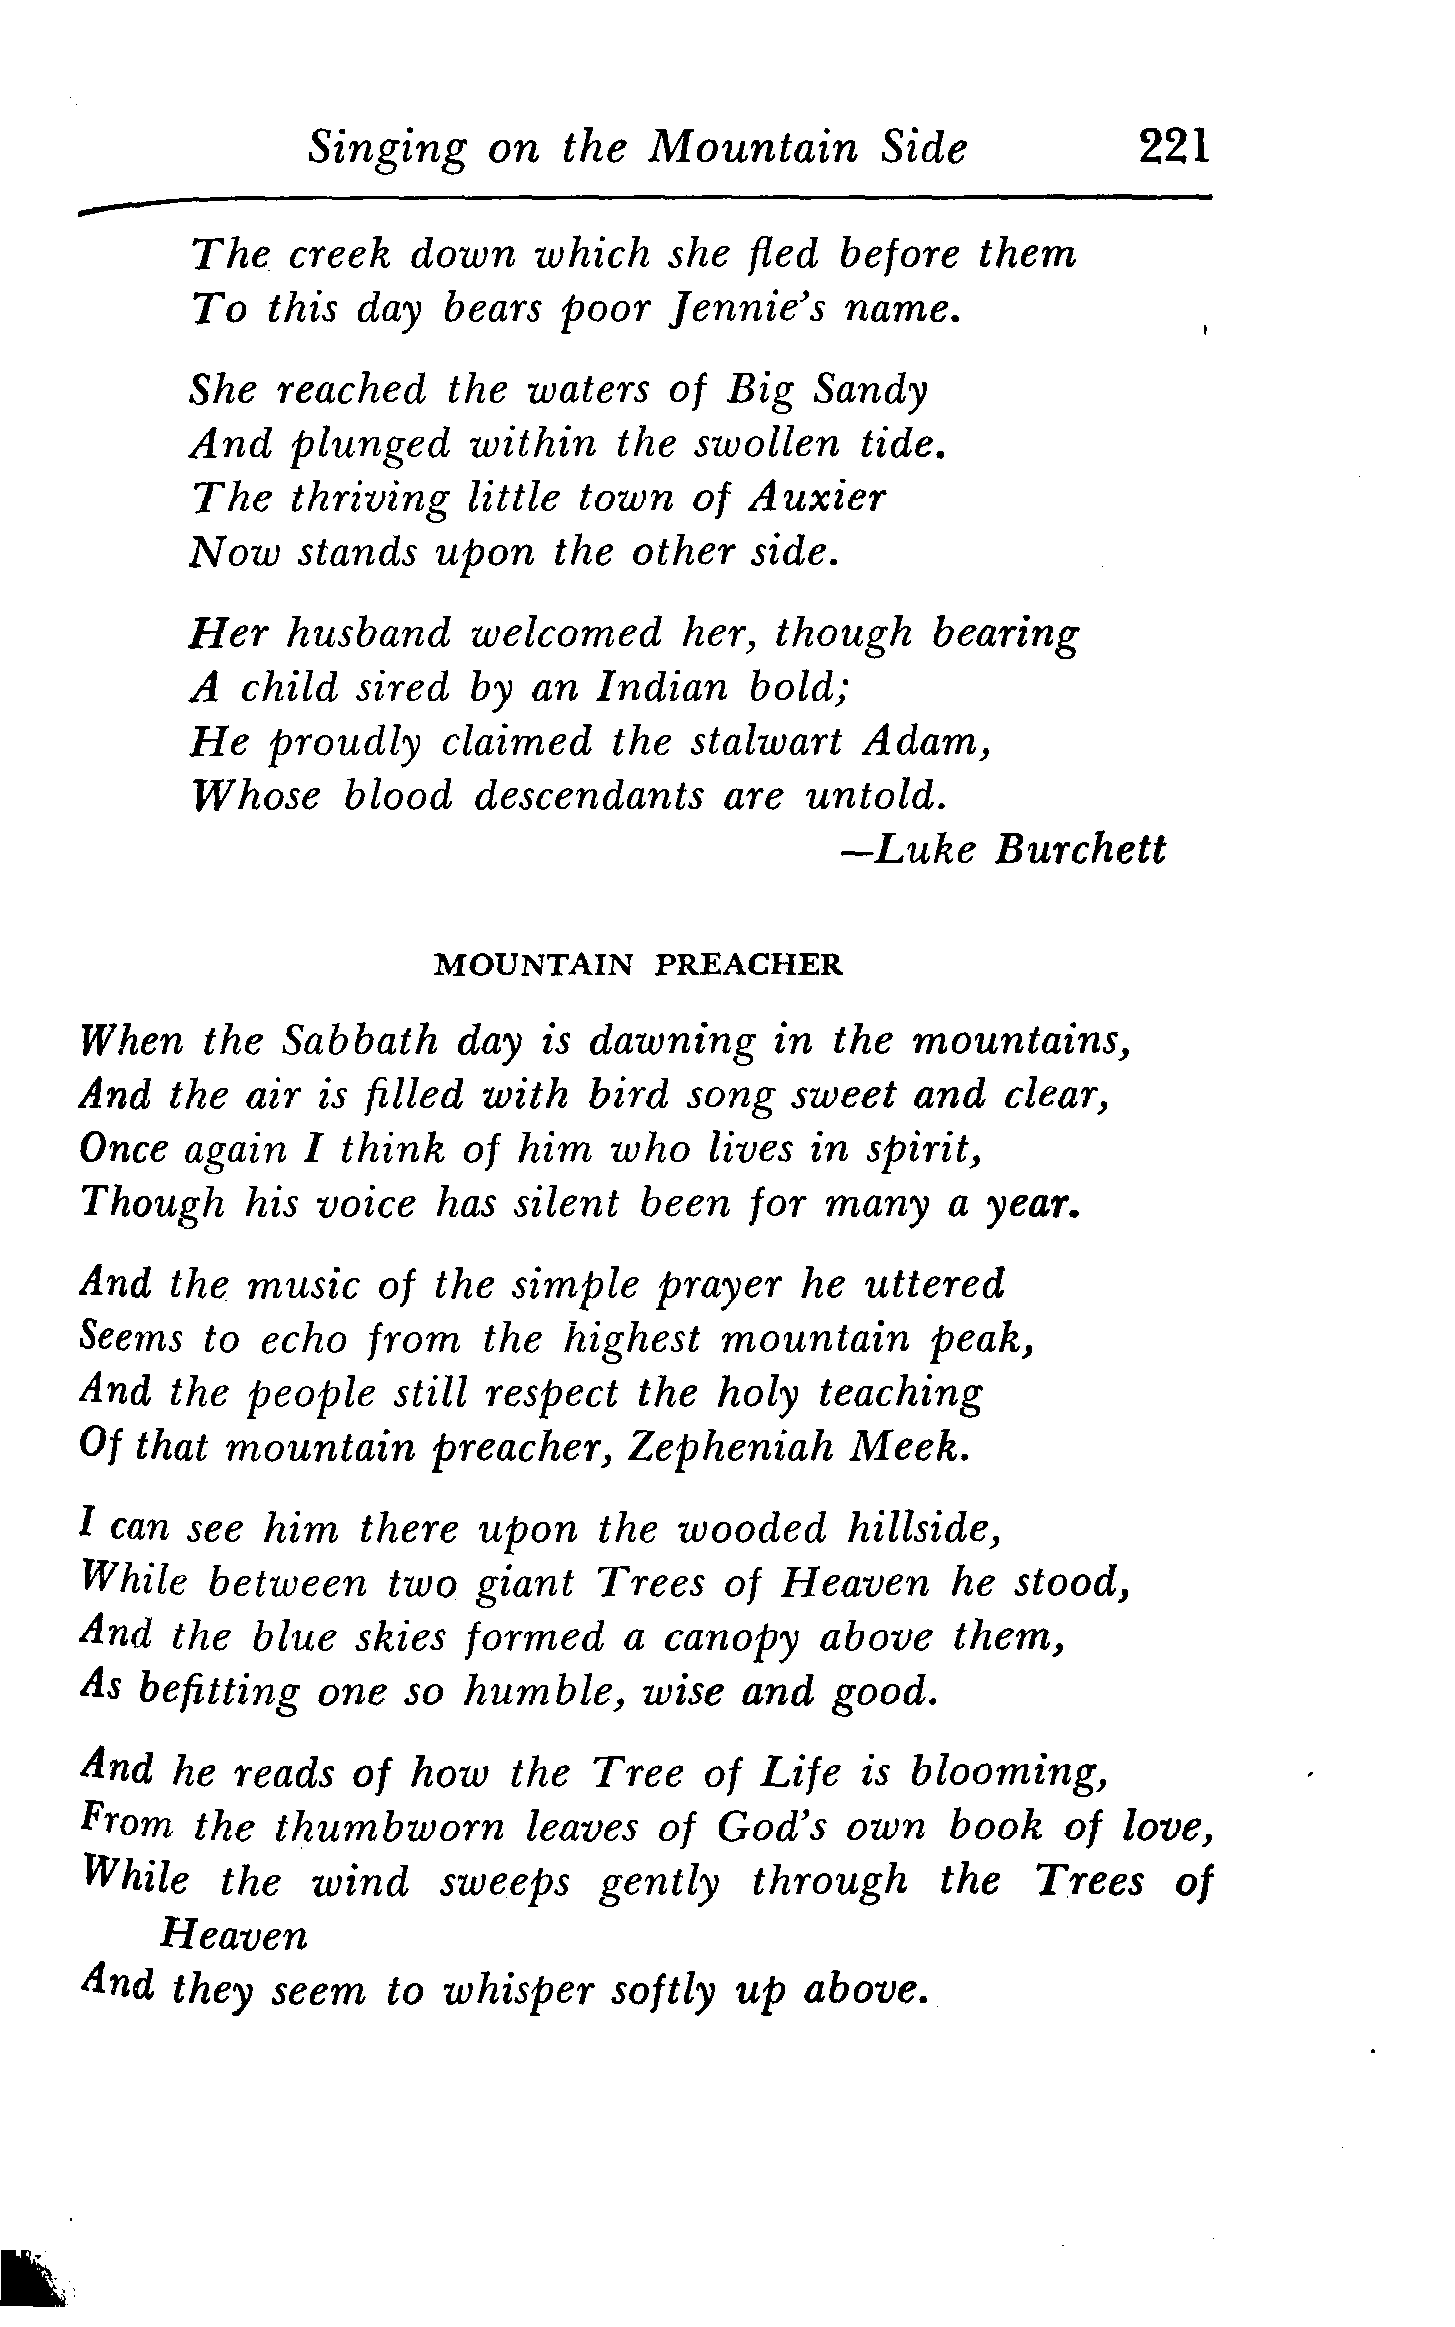 Singing on the Mountain Side 221
The creek down which she fled before them
To this day bears poor Jennie's name.
She reached the waters of Big Sandy
And plunged within the swollen tide.
The thriving little town of Auxier
Now stands upon the other side.
Her husband welcomed her, though bearing
A child sired by an Indian bold;
He proudly claimed the stalwart Adam,
Whose blood descendants are untold.
—Luke Burchett
MOUNTAIN PREACHER
When the Sabbath day is dawning in the mountains,
And the air is filled with bird song sweet and clear,
Once again I think of him who lives in spirit,
Though his voice has silent been for many a year.
And the music of the simple prayer he uttered
Seems to echo from the highest mountain peak,
And the people still respect the holy teaching
Of that mountain preacher, Zepheniah Meek.
I can see him there upon the wooded hillside,
While between two giant Trees of Heaven he stood,
And the blue skies formed a canopy above them,
As befitting one so humble, wise and good.
And he reads of how the Tree of Life is blooming,
From the thumbworn leaves of God's own book of love,
While the wind sweeps gently through the Trees of
Heaven
And they seem to whisper softly up above.